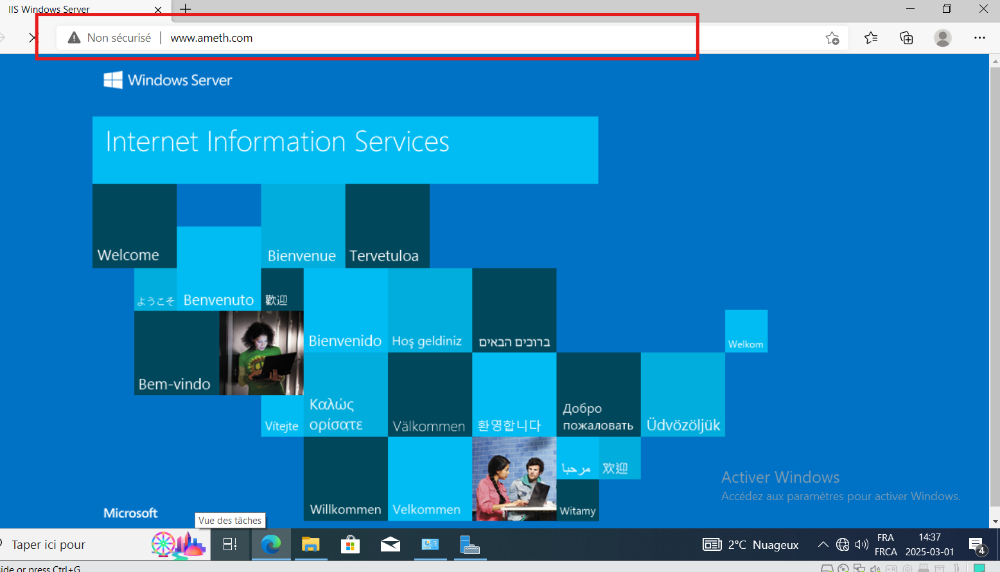 IIS Windows Server
Non sécurisé
www.ameth.com
Windows Server
Internet Information Services
Welcome
Bienvenue
Tervetuloa
ようこそ
Benvenuto
歡迎
Bienvenido
Hoş geldiniz
ברוכים הבאים
Welkom
Bem-vindo
Vítejte
Καλώς
ορίσατε
Välkommen
환영합니다
Добро
пожаловать
Üdvözöljük
Willkommen
Velkommen
مرحبا
欢迎
Witamy
Microsoft
Activer Windows
Accédez aux paramètres pour activer Windows.
Vue des tâches
Taper ici pour
2°C Nuageux
FRA
FRCA
14:37
2025-03-01
4
side or press Ctrl+G